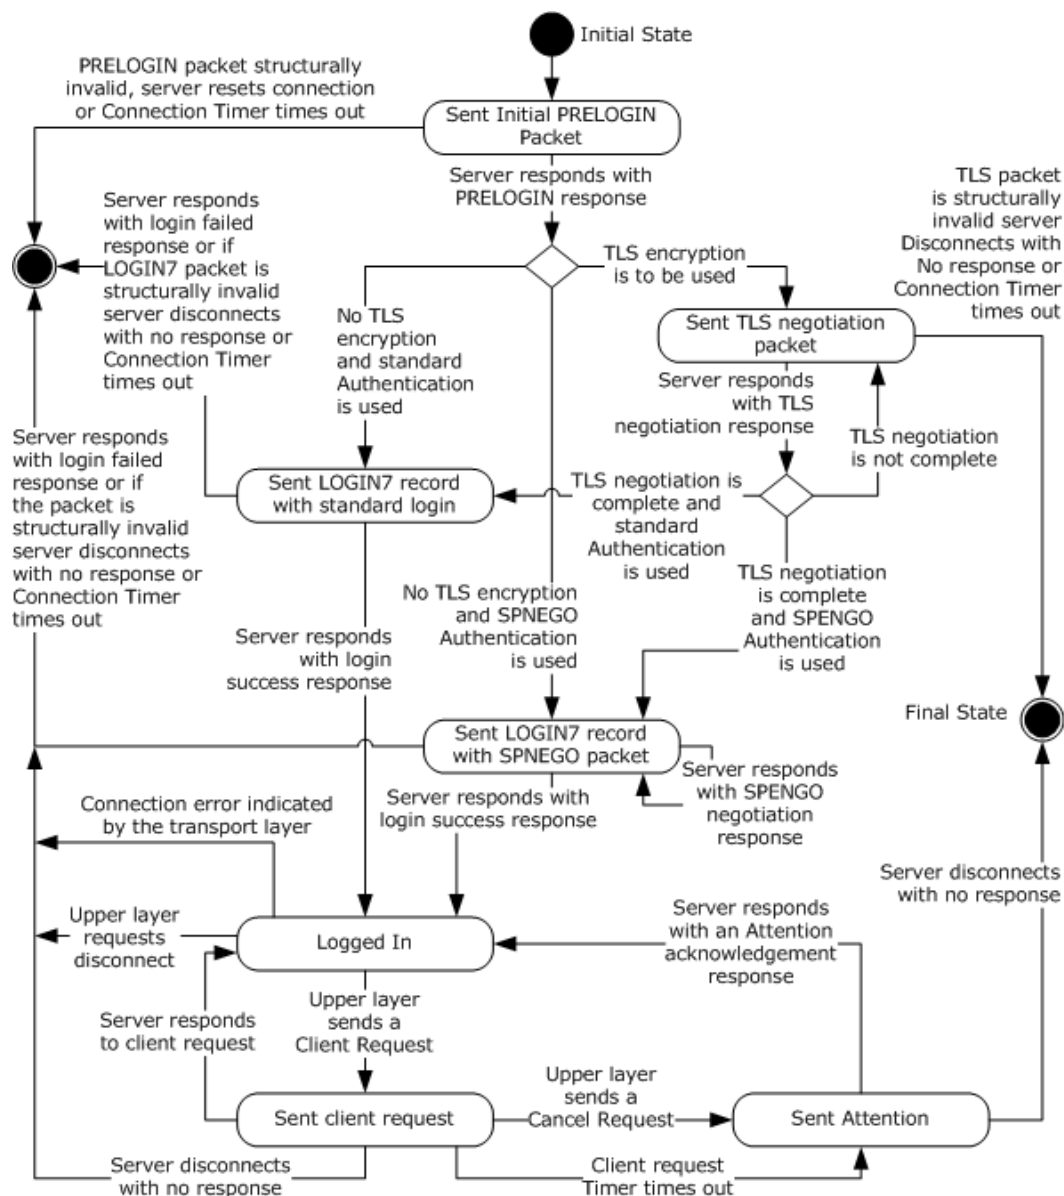 Initial State
PRELOGIN packet structurally
invalid, server resets connection
or Connection Timer times out
Sent Initial PRELOGIN
Packet
Server responds with
PRELOGIN response
TLS packet
is structurally
invalid server
Disconnects with
No response or
Connection Timer
times out
Server responds
with login failed
response or if
LOGIN7 packet is
structurally invalid
server disconnects
with no response or
Connection Timer
times out
TLS encryption
is to be used
No TLS
encryption
and standard
Authentication
is used
Sent TLS negotiation
packet
Server responds
with TLS
negotiation response
TLS negotiation
is not complete
Server responds
with login failed
response or if
the packet is
structurally invalid
server disconnects
with no response or
Connection Timer
times out
Sent LOGIN7 record
with standard login
TLS negotiation is
complete and
standard
Authentication
is used
No TLS encryption
and SPNEGO
Authentication
is used
TLS negotiation
is complete
and SPENGO
Authentication
is used
Server responds
with login
success response
Final State
Sent LOGIN7 record
with SPNEGO packet
Server responds
with SPENGO
negotiation
response
Connection error indicated
by the transport layer
Server responds with
login success response
Server disconnects
with no response
Upper layer
requests
disconnect
Logged In
Server responds
with an Attention
acknowledgement
response
Server responds
to client request
Upper layer
sends a
Client Request
Sent client request
Upper layer
sends a
Cancel Request
Sent Attention
Server disconnects
with no response
Client request
Timer times out